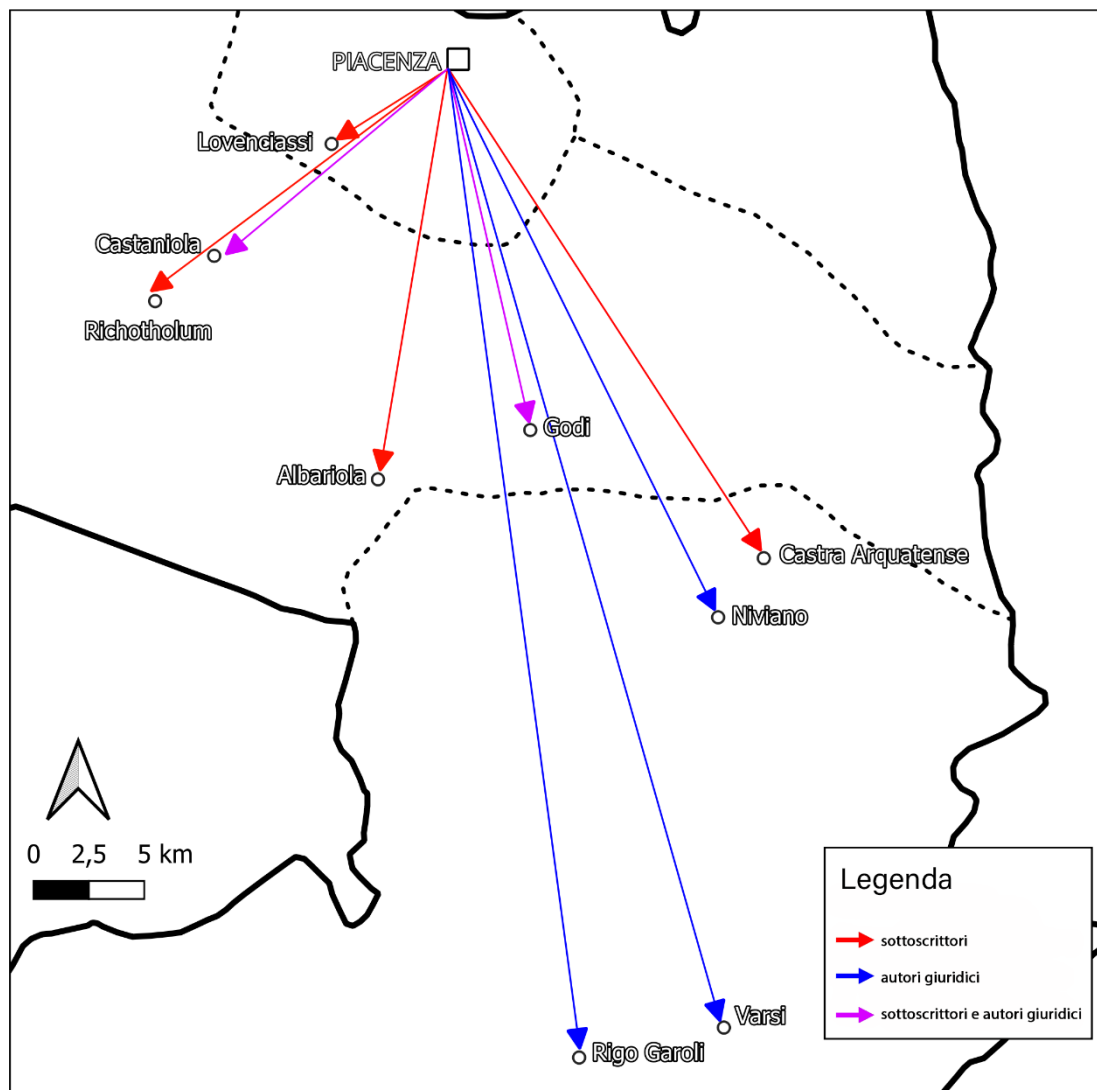 PIACENZA
Lovenciassi
Castaniola
Richotholum
Godi
Albariola
Castra Arquatense
Niviano
Varsi
Rigo Garoli
0 2,5 5 km
Legenda
sottoscrittori
autori giuridici
sottoscrittori e autori giuridici